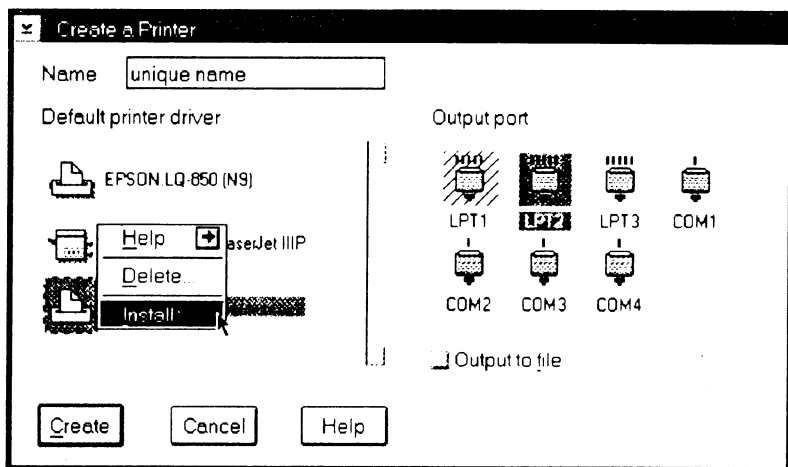 Create a Printer
Name unique name
Default printer driver
Output port
EPSON.LQ-850 (N9)
LPT1 LPT2 LPT3 COM1
Help
aserJet IIIP
Delete...
COM2 COM3 COM4
Install...
Output to file
Create Cancel Help